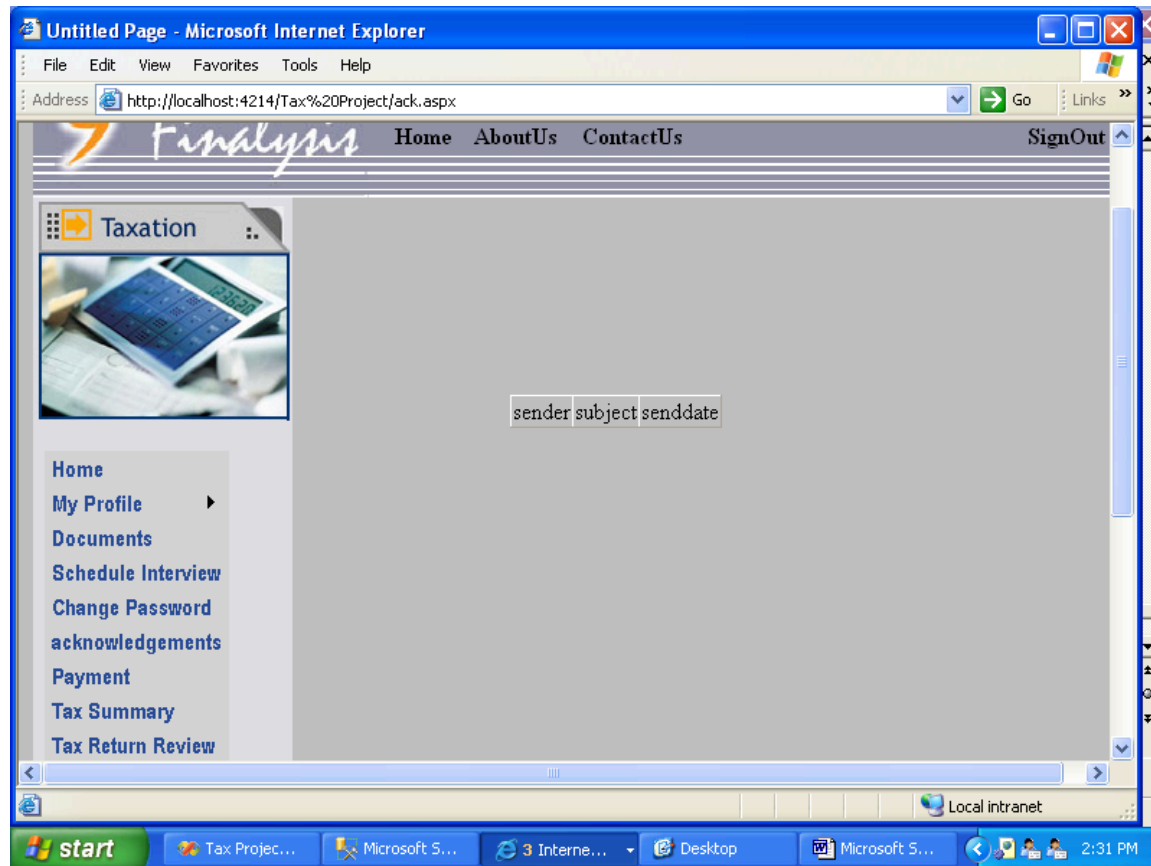 Untitled Page - Microsoft Internet Explorer
File Edit View Favorites Tools Help
Address http://localhost:4214/Tax%20Project/ack.aspx Go Links »
Finalysis Home AboutUs ContactUs SignOut
Taxation
123620
sender subject senddate
Home
My Profile
Documents
Schedule Interview
Change Password
acknowledgements
Payment
Tax Summary
Tax Return Review
Local intranet
start Tax Projec... Microsoft S... 3 Interne... Desktop Microsoft S... 2:31 PM